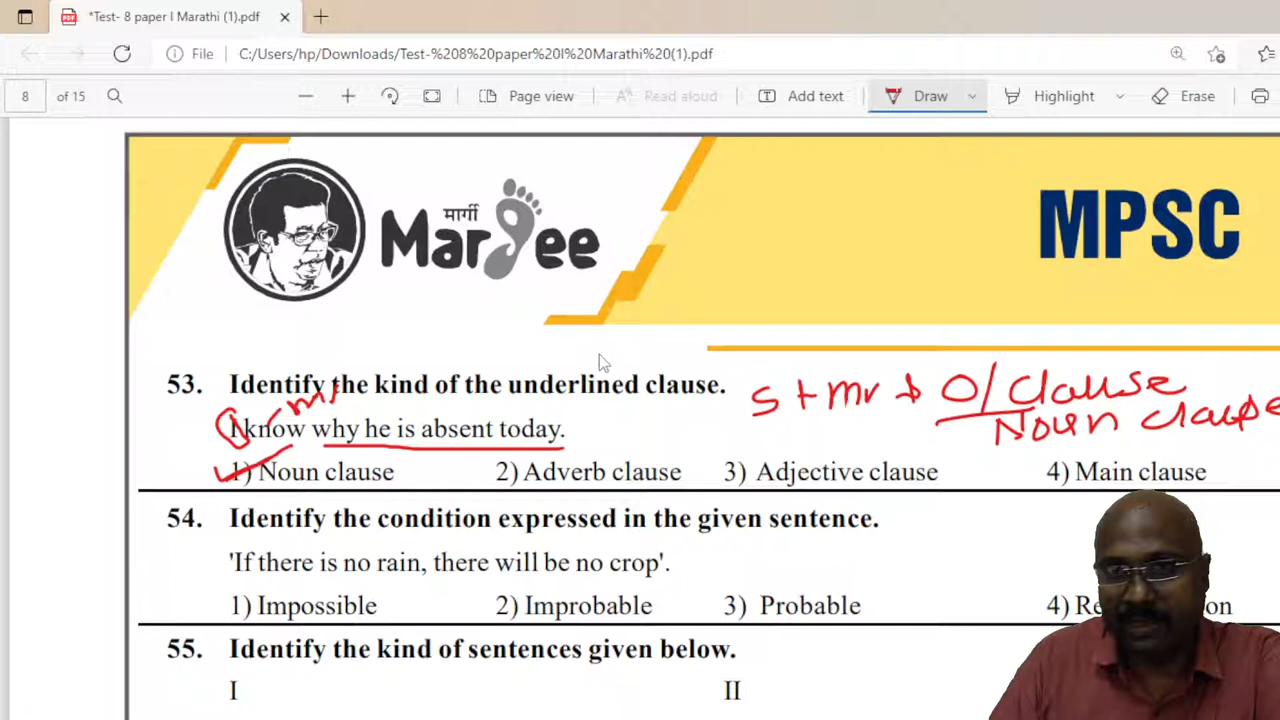 *Test- 8 paper I Marathi (1).pdf
File C:/Users/hp/Downloads/Test-%208%20paper%20I%20Marathi%20(1).pdf
8 of 15 Page view Read aloud Add text Draw Highlight Erase
मार्गी
Margee
MPSC
53. Identify the kind of the underlined clause.
S + mv + O/ clause
Noun clause
I know why he is absent today.
1) Noun clause 2) Adverb clause 3) Adjective clause 4) Main clause
54. Identify the condition expressed in the given sentence.
'If there is no rain, there will be no crop'.
1) Impossible 2) Improbable 3) Probable 4)
55. Identify the kind of sentences given below.
I II